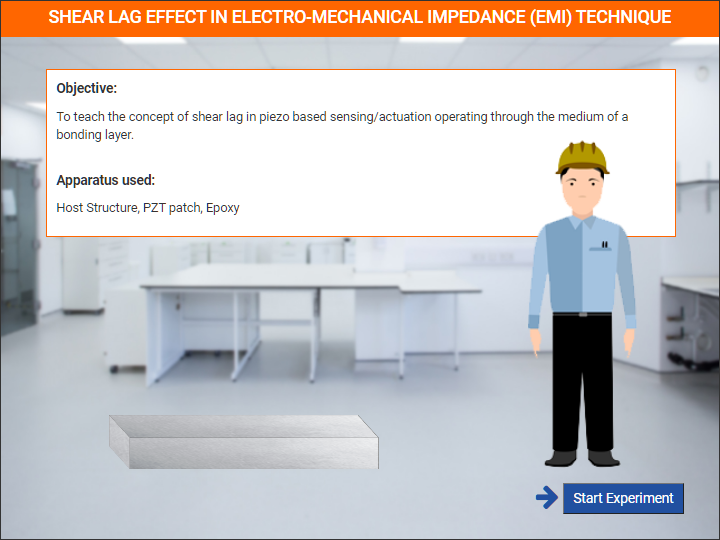 SHEAR LAG EFFECT IN ELECTRO-MECHANICAL IMPEDANCE (EMI) TECHNIQUE
Objective:
To teach the concept of shear lag in piezo based sensing/actuation operating through the medium of a
bonding layer.
Apparatus used:
Host Structure, PZT patch, Epoxy
Start Experiment